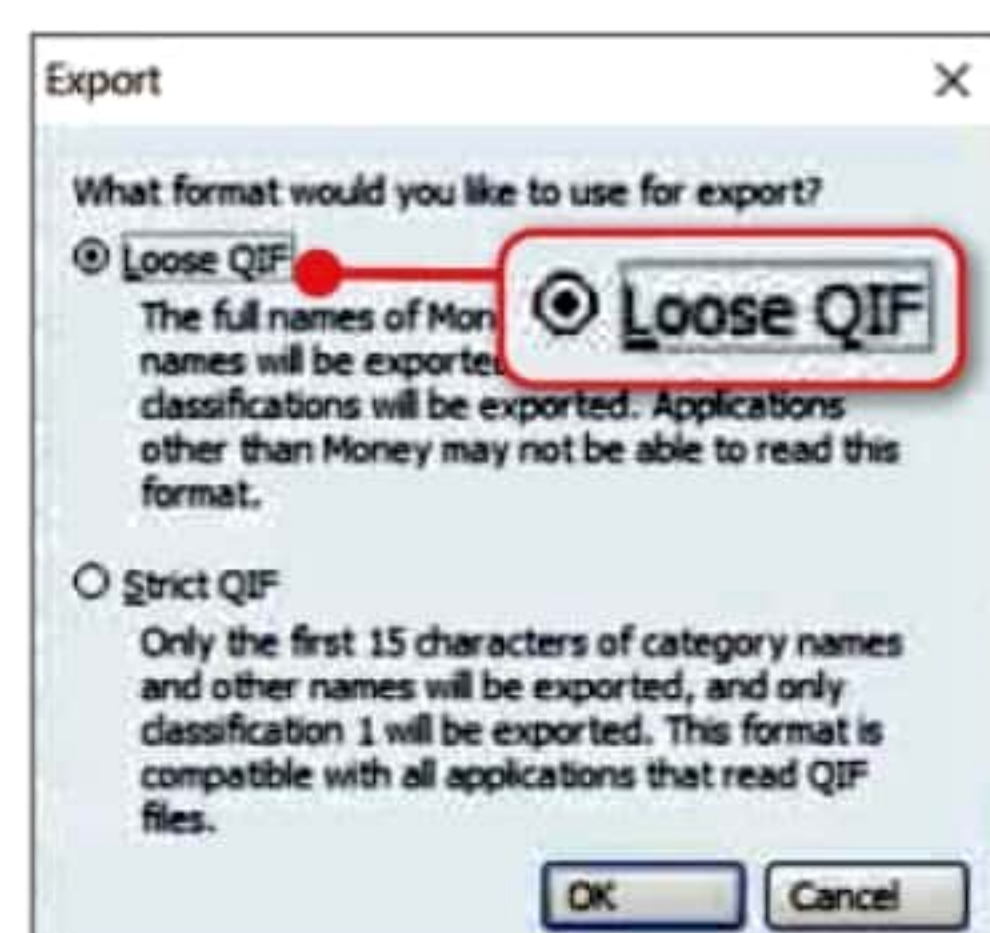 Export
What format would you like to use for export?
Loose QIF
Loose QIF
The full names of Mon
names will be exporte
classifications will be exported. Applications
other than Money may not be able to read this
format.
Strict QIF
Only the first 15 characters of category names
and other names will be exported, and only
classification 1 will be exported. This format is
compatible with all applications that read QIF
files.
OK
Cancel